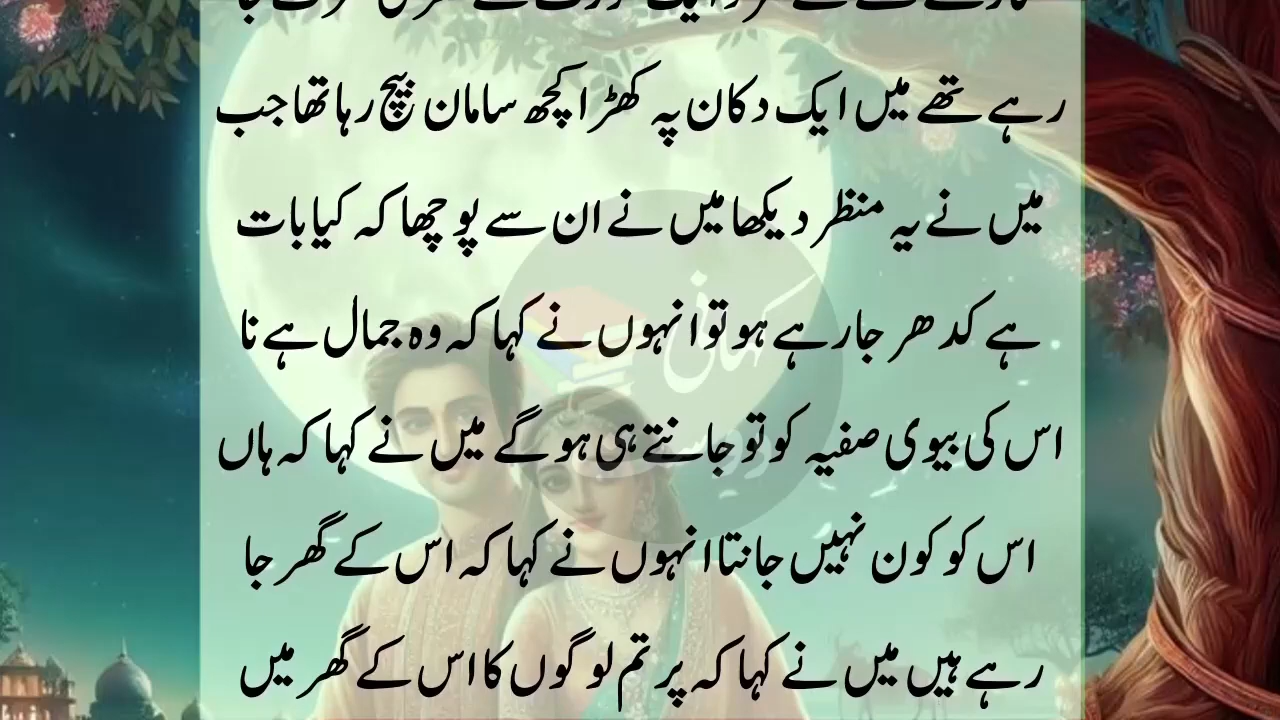 رہے تھے میں ایک دکان پہ کھڑا کچھ سامان بیچ رہا تھا جب
میں نے یہ منظر دیکھا میں نے ان سے پوچھا کہ کیا بات
ہے کدھر جا رہے ہو تو انہوں نے کہا کہ وہ جمال ہے نا
اس کی بیوی صفیہ کو تو جانتے ہی ہو گے میں نے کہا کہ ہاں
اس کو کون نہیں جانتا انہوں نے کہا کہ اس کے گھر جا
رہے ہیں میں نے کہا کہ پر تم لوگوں کا اس کے گھر میں
کہانی